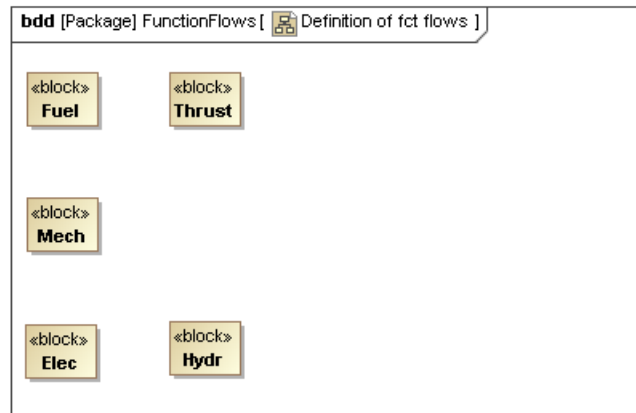 bdd [Package] FunctionFlows [ Definition of fct flows ]
«block» «block»
Fuel Thrust
«block»
Mech
«block» «block»
Elec Hydr